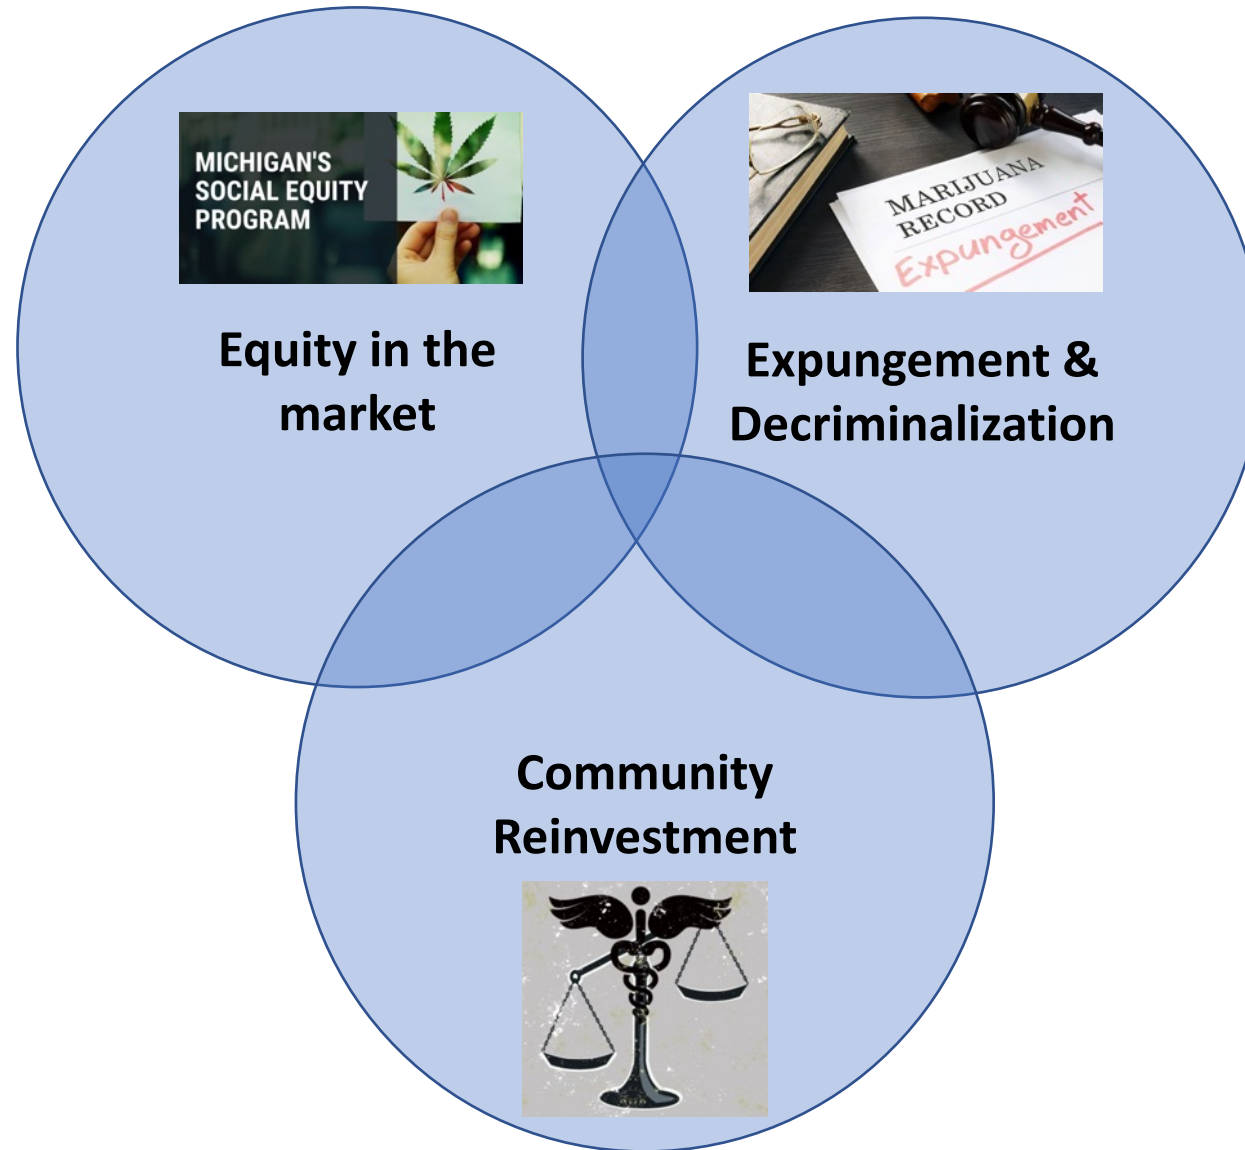 MICHIGAN'S
SOCIAL EQUITY
PROGRAM
Equity in the
market
MARIJUANA
RECORD
Expungement
Expungement &
Decriminalization
Community
Reinvestment